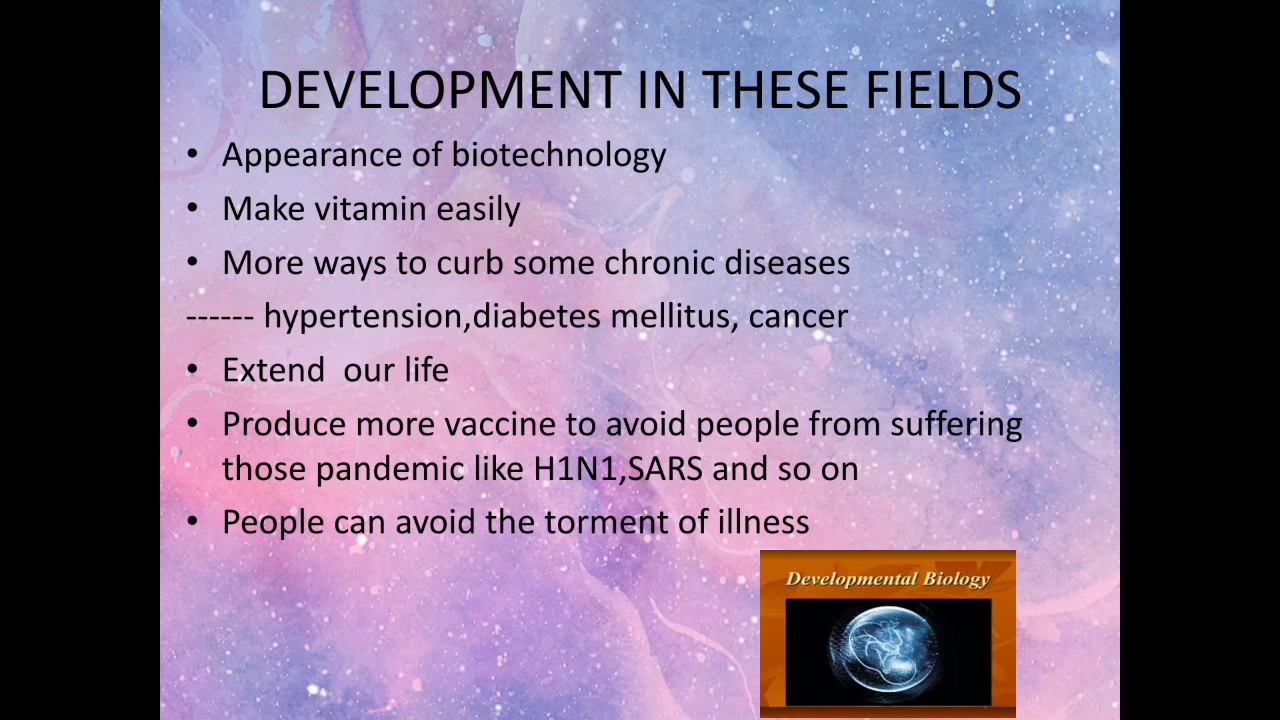 DEVELOPMENT IN THESE FIELDS
• Appearance of biotechnology
• Make vitamin easily
• More ways to curb some chronic diseases
------ hypertension,diabetes mellitus, cancer
• Extend  our life
• Produce more vaccine to avoid people from suffering
those pandemic like H1N1,SARS and so on
• People can avoid the torment of illness
Developmental Biology